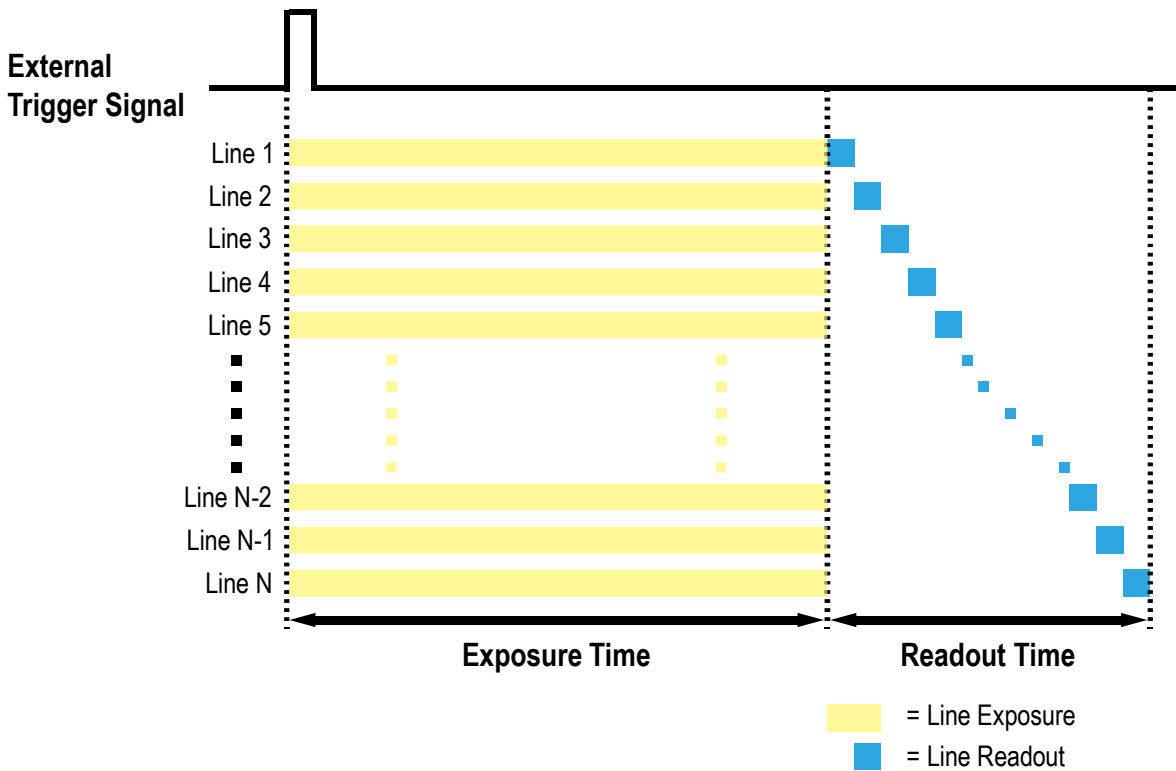 External
Trigger Signal
Line 1
Line 2
Line 3
Line 4
Line 5
Line N-2
Line N-1
Line N
Exposure Time
Readout Time
= Line Exposure
= Line Readout